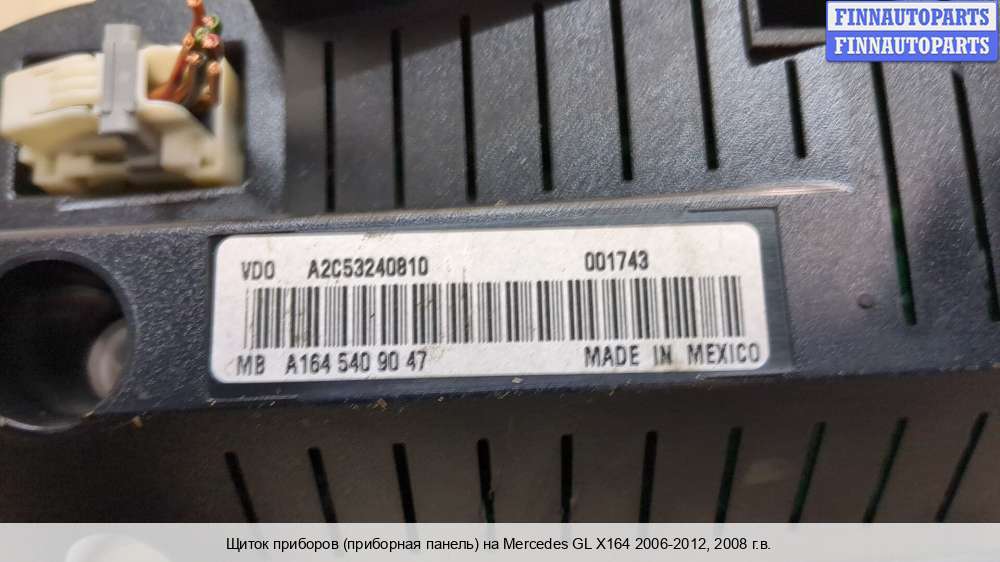 FINNAUTOPARTS
FINNAUTOPARTS
VDO A2C53240810 001743
MB A164 540 90 47 MADE IN MEXICO
Щиток приборов (приборная панель) на Mercedes GL X164 2006-2012, 2008 г.в.